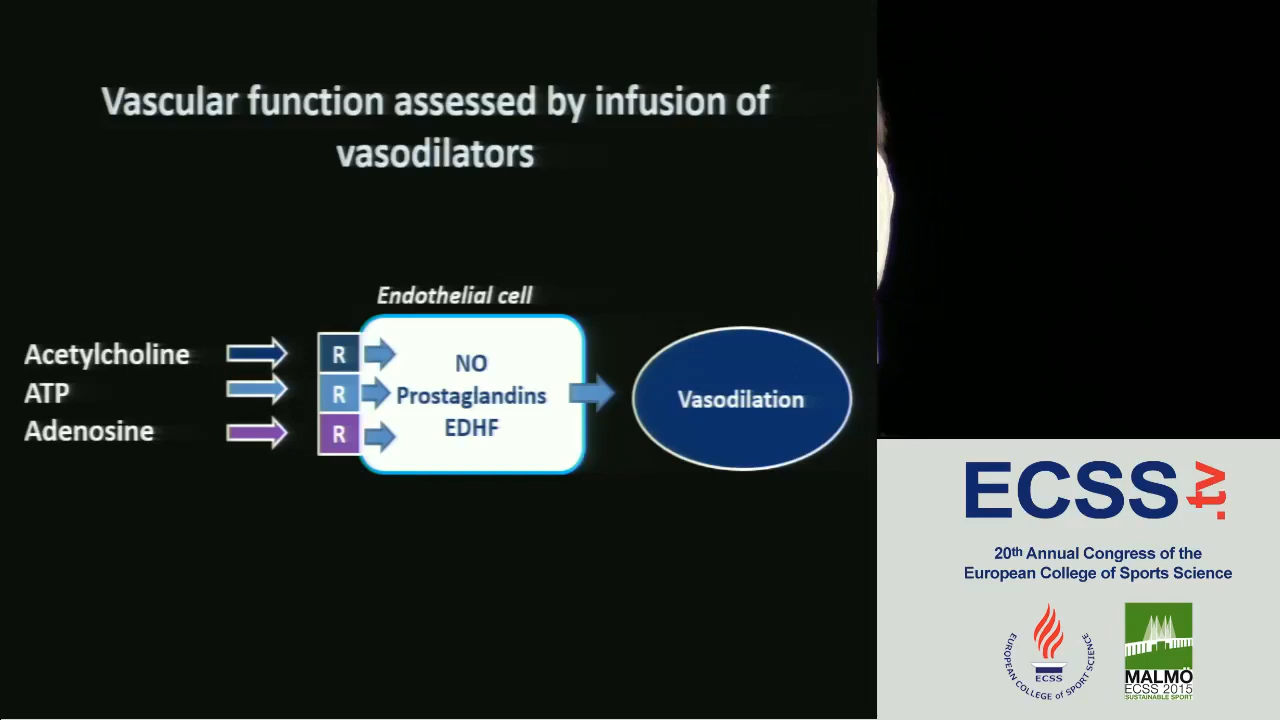 Vascular function assessed by infusion of
vasodilators
Endothelial cell
Acetylcholine
ATP
Adenosine
R
R
R
NO
Prostaglandins
EDHF
Vasodilation
ECSS.tv
20th Annual Congress of the
European College of Sports Science
EUROPEAN COLLEGE OF SPORT SCIENCE
ECSS
MALMÖ
ECSS 2015
SUSTAINABLE SPORT